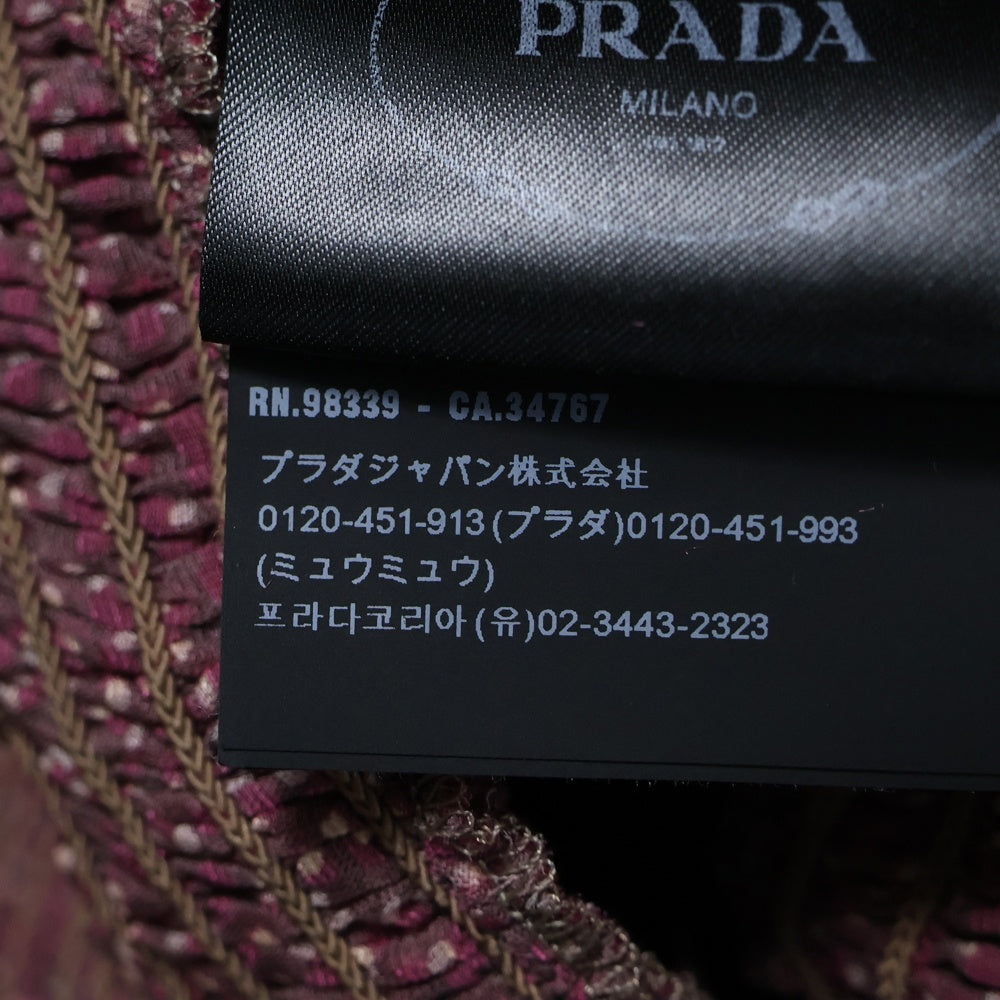 PRADA
MILANO
RN.98339 - CA.34767
プラダジャパン株式会社
0120-451-913(プラダ)0120-451-993
(ミュウミュウ)
프라다코리아(유)02-3443-2323